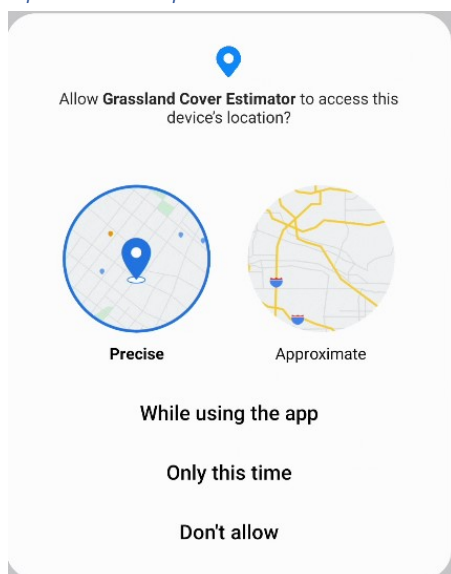 Allow Grassland Cover Estimator to access this
device's location?
Precise
Approximate
While using the app
Only this time
Don't allow